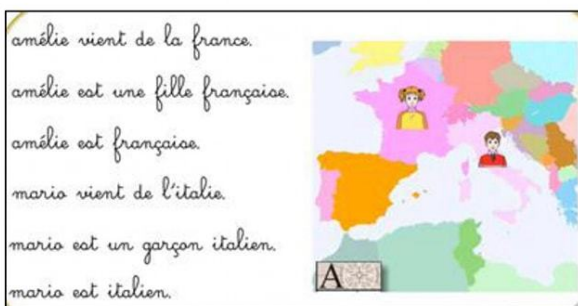 amélie vient de la france.
amélie est une fille française.
amélie est française.
mario vient de l'italie.
mario est un garçon italien.
mario est italien.
A